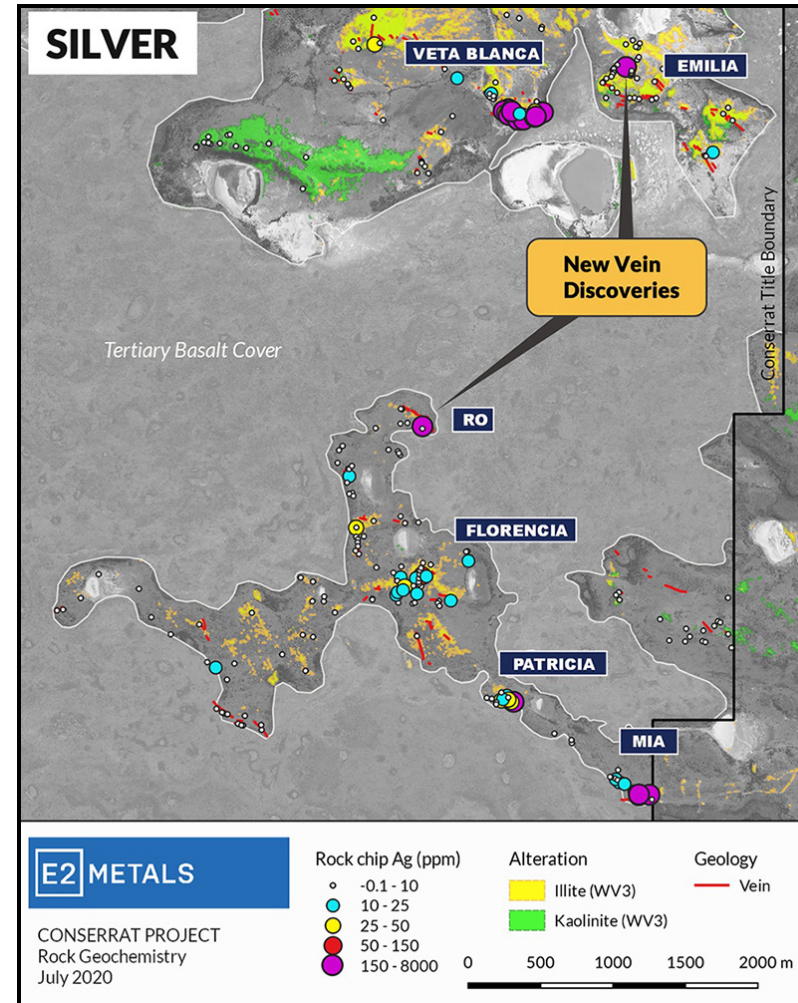 SILVER
VETA BLANCA
EMILIA
Conserrat Title Boundary
New Vein
Discoveries
Tertiary Basalt Cover
RO
FLORENCIA
PATRICIA
MIA
E2 METALS
CONSERRAT PROJECT
Rock Geochemistry
July 2020
Rock chip Ag (ppm)
-0.1 - 10
10 - 25
25 - 50
50 - 150
150 - 8000
Alteration
Illite (WV3)
Kaolinite (WV3)
Geology
Vein
0 500 1000 1500 2000 m